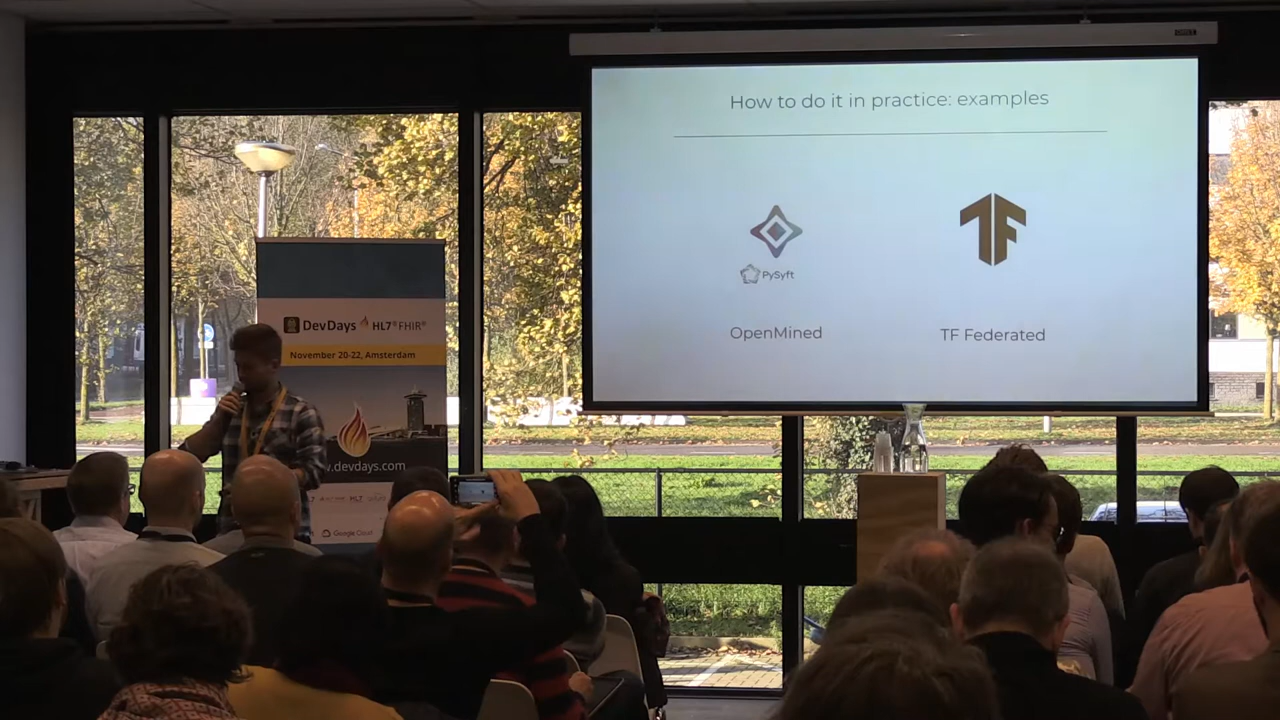 How to do it in practice: examples
PySyft
OpenMined
TF Federated
DevDays HL7® FHIR®
November 20-22, Amsterdam
.devdays.com
HL7
Google Cloud